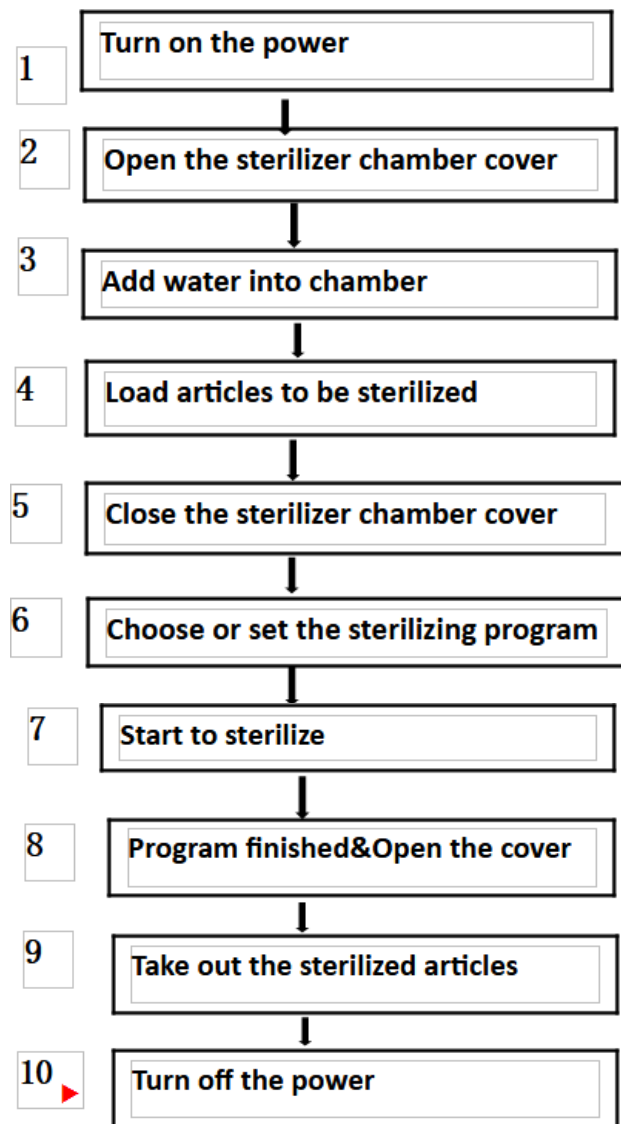 1
Turn on the power
2
Open the sterilizer chamber cover
3
Add water into chamber
4
Load articles to be sterilized
5
Close the sterilizer chamber cover
6
Choose or set the sterilizing program
7
Start to sterilize
8
Program finished&Open the cover
9
Take out the sterilized articles
10
Turn off the power